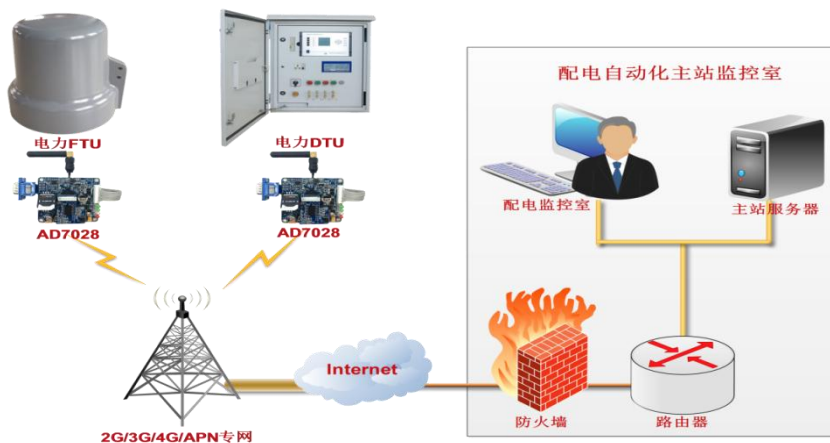 配电自动化主站监控室
电力FTU
电力DTU
AD7028
AD7028
配电监控室
主站服务器
Internet
防火墙
路由器
2G/3G/4G/APN专网